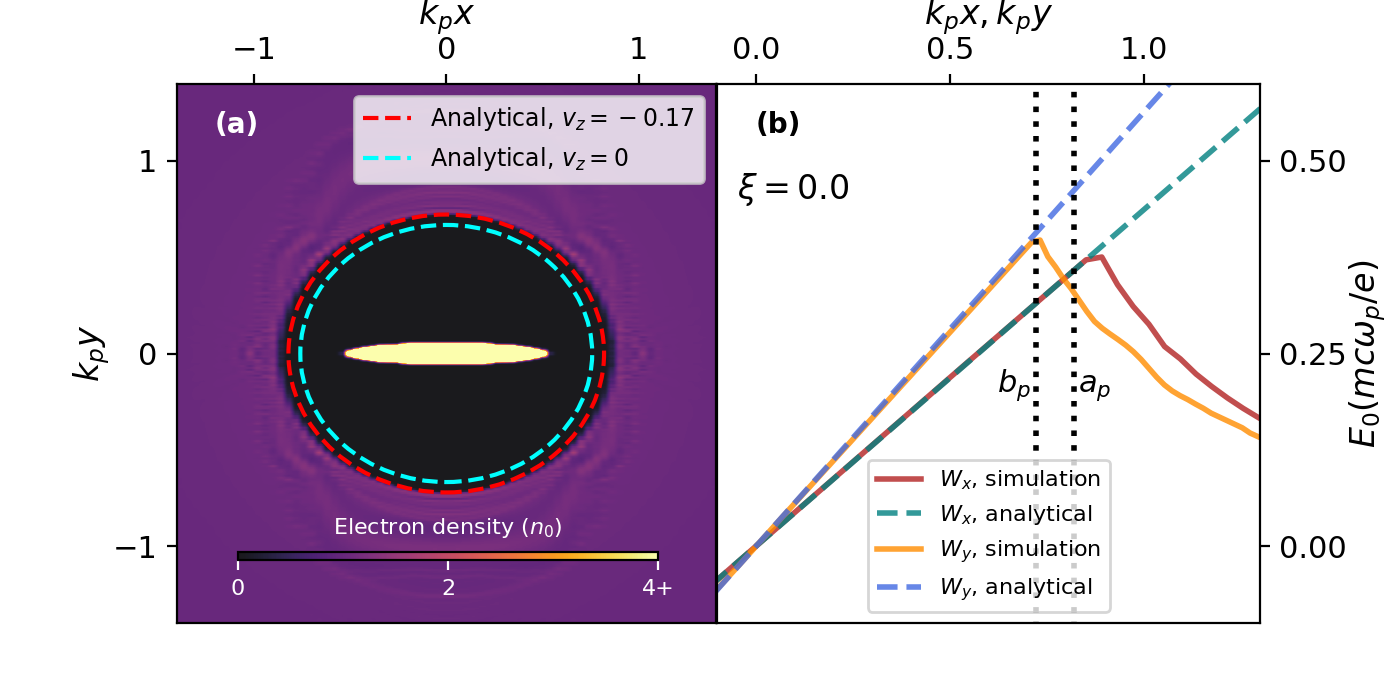 k_p x
−1 0 1
(a)
Analytical, v_z = −0.17
Analytical, v_z = 0
k_p y
1
0
−1
Electron density (n_0)
0 2 4+
k_p x, k_p y
0.0 0.5 1.0
(b)
ξ = 0.0
b_p a_p
W_x, simulation
W_x, analytical
W_y, simulation
W_y, analytical
0.50
0.25
0.00
E_0(mcω_p/e)